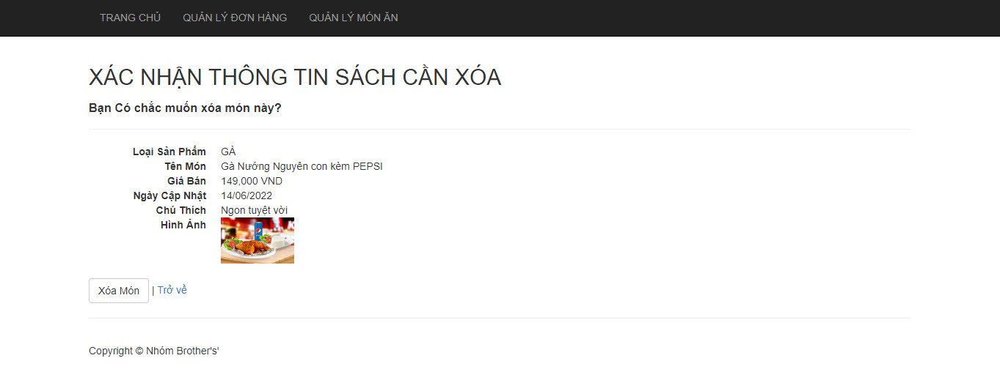 TRANG CHỦ QUẢN LÝ ĐƠN HÀNG QUẢN LÝ MÓN ĂN
XÁC NHẬN THÔNG TIN SÁCH CẦN XÓA
Bạn Có chắc muốn xóa món này?
Loại Sản Phẩm GÀ
Tên Món Gà Nướng Nguyên con kèm PEPSI
Giá Bán 149,000 VND
Ngày Cập Nhật 14/06/2022
Chú Thích Ngon tuyệt vời
Hình Ảnh
Xóa Món | Trở về
Copyright © Nhóm Brother's'